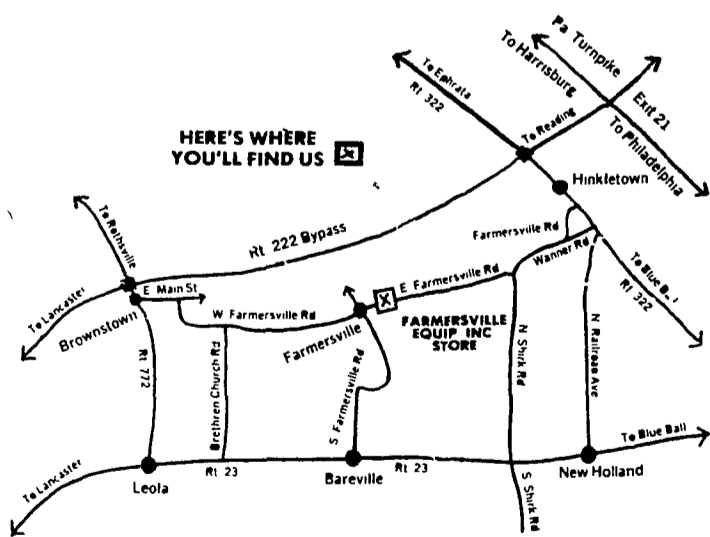 Pa Turnpike
To Harrisburg
Exit 21
To Philadelphia
To Ephrata
Rt 322
To Reading
HERE'S WHERE
YOU'LL FIND US
Hinkletown
To Rothsville
Rt 222 Bypass
Farmersville Rd
Wanner Rd
To Blue Ball
Rt 322
E Main St
E Farmersville Rd
To Lancaster
Brownstown
W Farmersville Rd
Farmersville
FARMERSVILLE
EQUIP INC
STORE
Rt 772
Brethren Church Rd
S Farmersville Rd
N Shirk Rd
N Railroad Ave
To Blue Ball
To Lancaster
Leola
Rt 23
Bareville
Rt 23
New Holland
S Shirk Rd